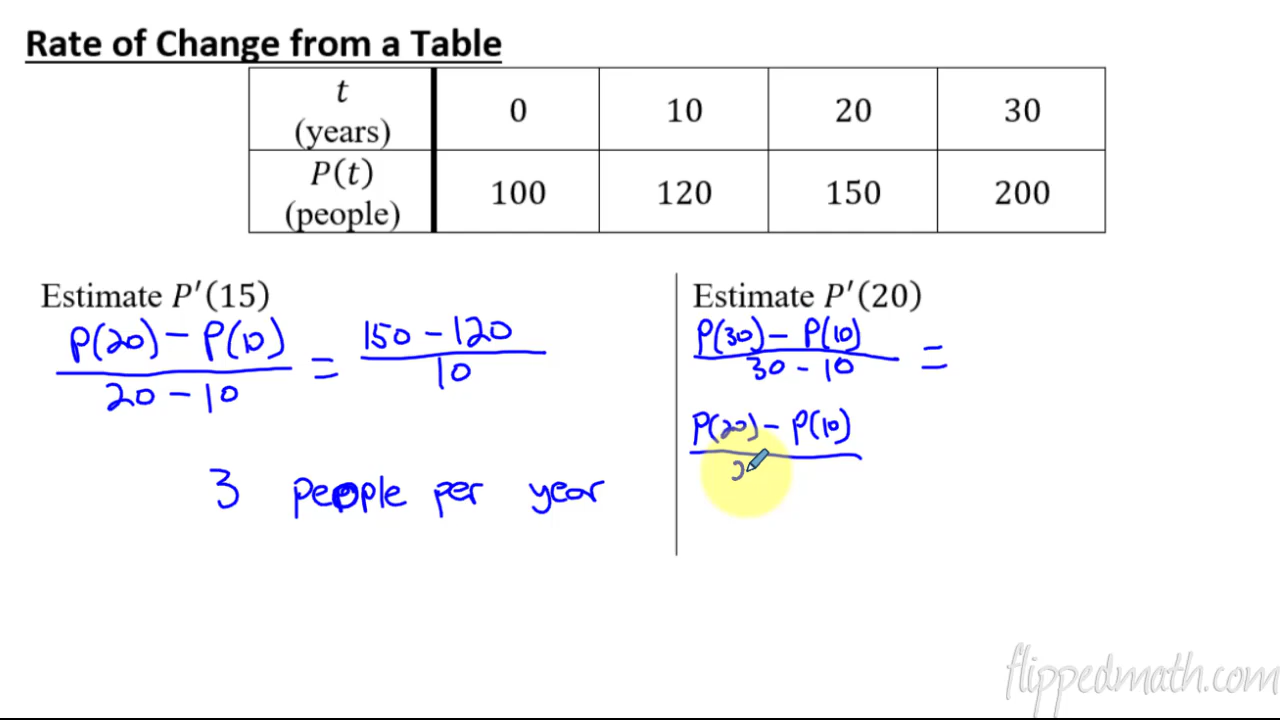 Rate of Change from a Table
t (years) 0 10 20 30
P(t) (people) 100 120 150 200
Estimate P′(15)
P(20) − P(10) / 20 − 10 = 150 − 120 / 10
3 people per year
Estimate P′(20)
P(30) − P(10) / 30 − 10 =
P(20) − P(10)
2
flippedmath.com